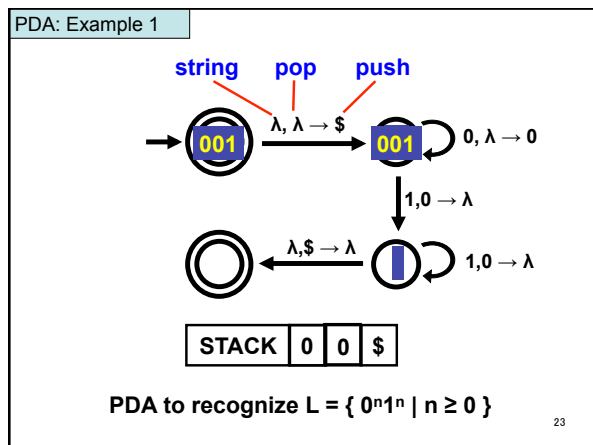 PDA: Example 1
string pop push
λ, λ → $
001
001
0, λ → 0
1,0 → λ
λ,$ → λ
1,0 → λ
STACK 0 0 $
PDA to recognize L = { 0ⁿ1ⁿ | n ≥ 0 }
23